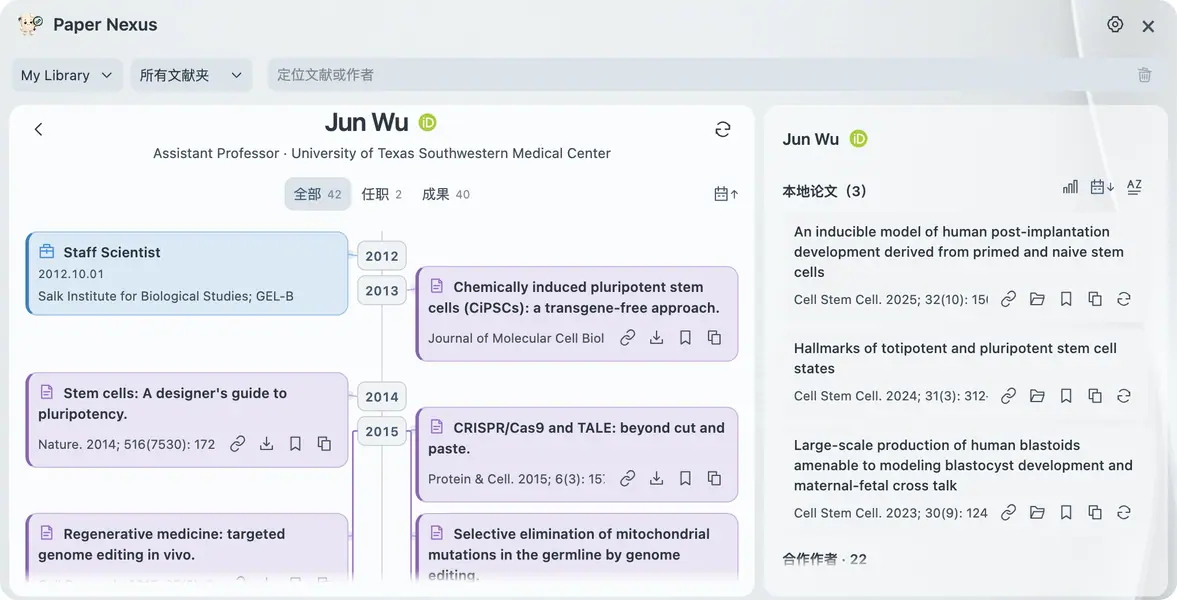 Paper Nexus
My Library
所有文献夹
定位文献或作者
Jun Wu iD
Assistant Professor · University of Texas Southwestern Medical Center
全部 42
任职 2
成果 40
Staff Scientist
2012.10.01
Salk Institute for Biological Studies; GEL-B
2012
2013
Chemically induced pluripotent stem
cells (CiPSCs): a transgene-free approach.
Journal of Molecular Cell Biol
Stem cells: A designer's guide to
pluripotency.
Nature. 2014; 516(7530): 172
2014
2015
CRISPR/Cas9 and TALE: beyond cut and
paste.
Protein & Cell. 2015; 6(3): 15
Regenerative medicine: targeted
genome editing in vivo.
Selective elimination of mitochondrial
mutations in the germline by genome
editing.
Jun Wu iD
本地论文（3）
AZ
An inducible model of human post-implantation
development derived from primed and naive stem
cells
Cell Stem Cell. 2025; 32(10): 15
Hallmarks of totipotent and pluripotent stem cell
states
Cell Stem Cell. 2024; 31(3): 312-
Large-scale production of human blastoids
amenable to modeling blastocyst development and
maternal-fetal cross talk
Cell Stem Cell. 2023; 30(9): 124
合作作者 · 22